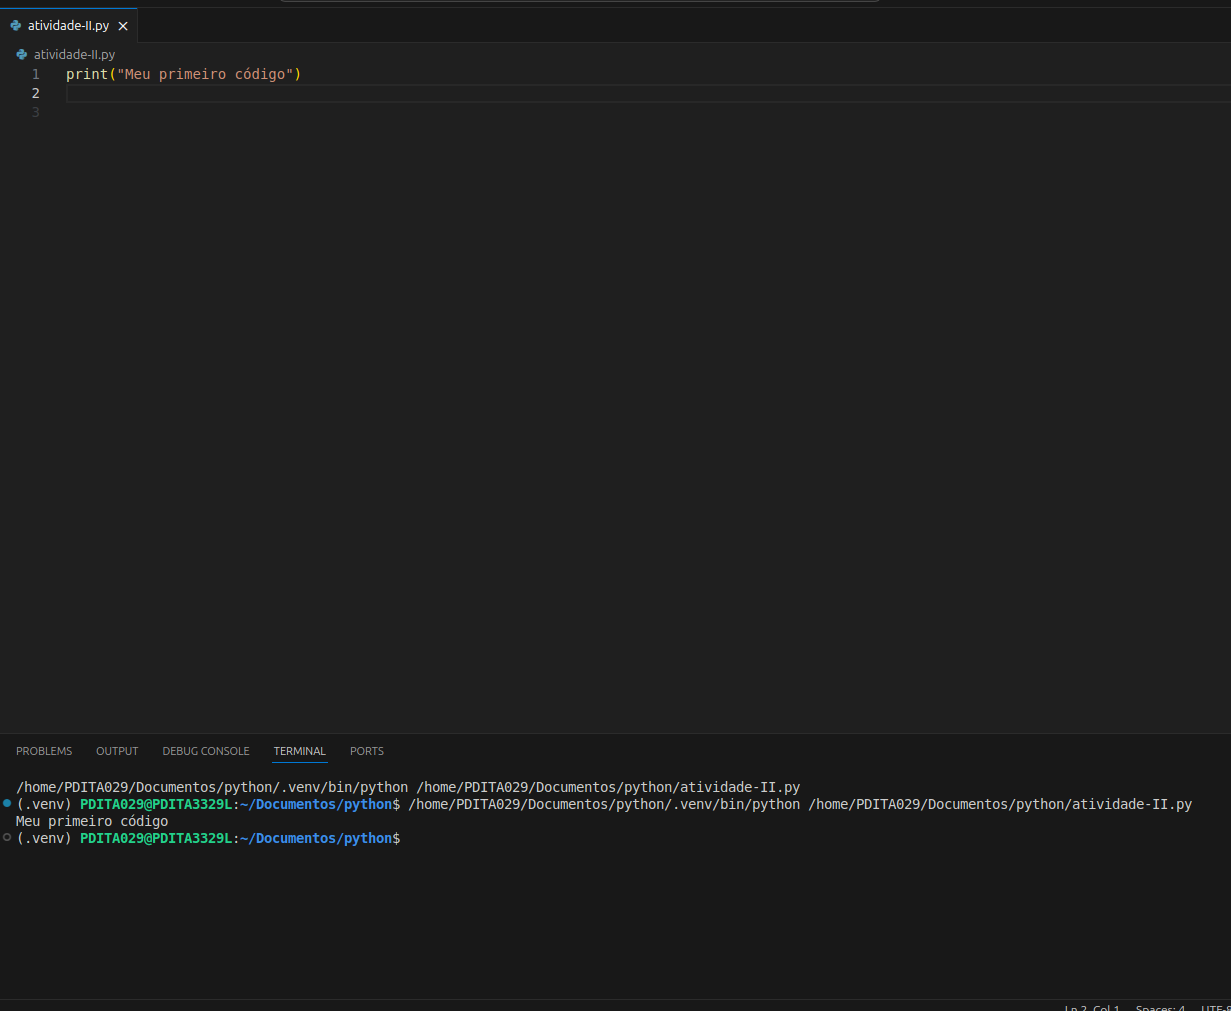 atividade-II.py
atividade-II.py
1 print("Meu primeiro código")
2
3
PROBLEMS OUTPUT DEBUG CONSOLE TERMINAL PORTS
/home/PDITA029/Documentos/python/.venv/bin/python /home/PDITA029/Documentos/python/atividade-II.py
(.venv) PDITA029@PDITA3329L:~/Documentos/python$ /home/PDITA029/Documentos/python/.venv/bin/python /home/PDITA029/Documentos/python/atividade-II.py
Meu primeiro código
(.venv) PDITA029@PDITA3329L:~/Documentos/python$
Ln 2, Col 1 Spaces: 4